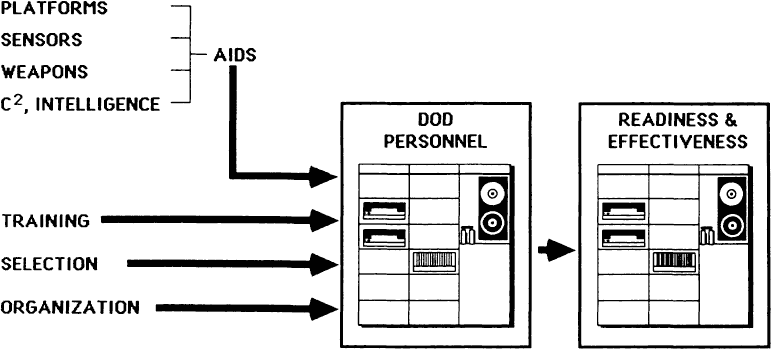 PLATFORMS
SENSORS
WEAPONS
C2, INTELLIGENCE
AIDS
TRAINING
SELECTION
ORGANIZATION
DOD
PERSONNEL
READINESS &
EFFECTIVENESS